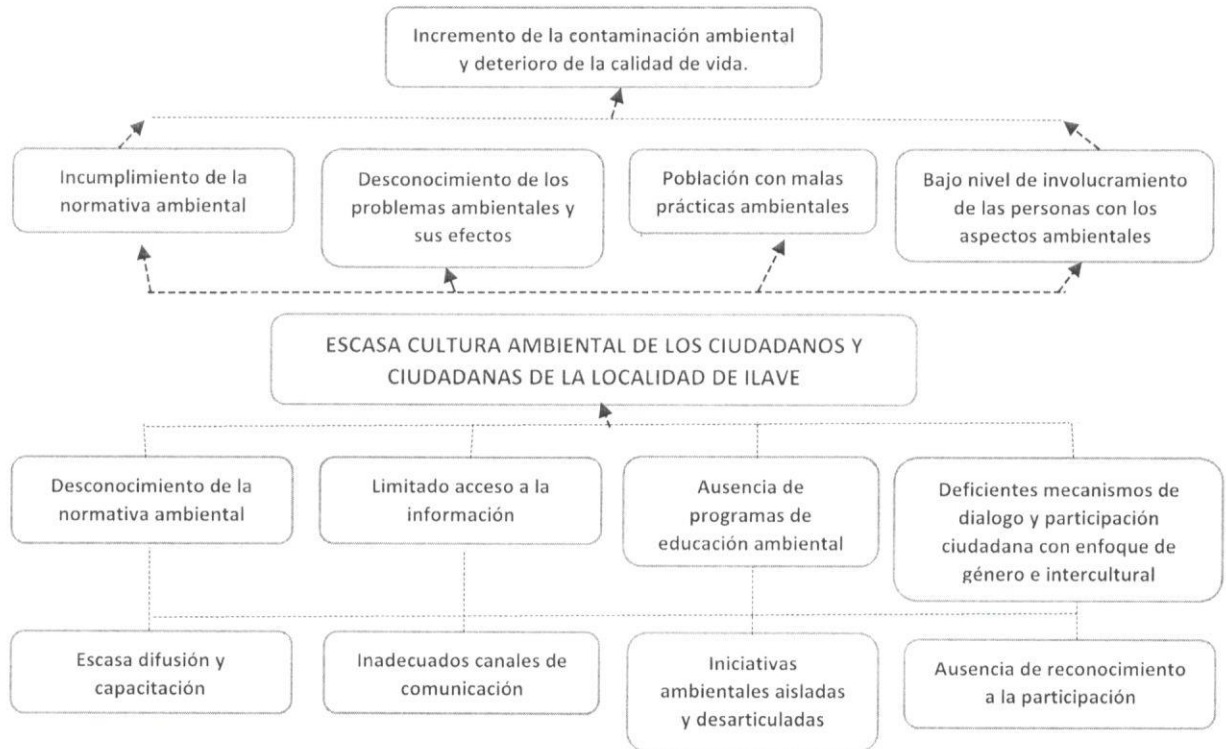 Incremento de la contaminación ambiental
y deterioro de la calidad de vida.
Incumplimiento de la
normativa ambiental
Desconocimiento de los
problemas ambientales y
sus efectos
Población con malas
prácticas ambientales
Bajo nivel de involucramiento
de las personas con los
aspectos ambientales
ESCASA CULTURA AMBIENTAL DE LOS CIUDADANOS Y
CIUDADANAS DE LA LOCALIDAD DE ILAVE
Desconocimiento de la
normativa ambiental
Limitado acceso a la
información
Ausencia de
programas de
educación ambiental
Deficientes mecanismos de
dialogo y participación
ciudadana con enfoque de
género e intercultural
Escasa difusión y
capacitación
Inadecuados canales de
comunicación
Iniciativas
ambientales aisladas
y desarticuladas
Ausencia de reconocimiento
a la participación